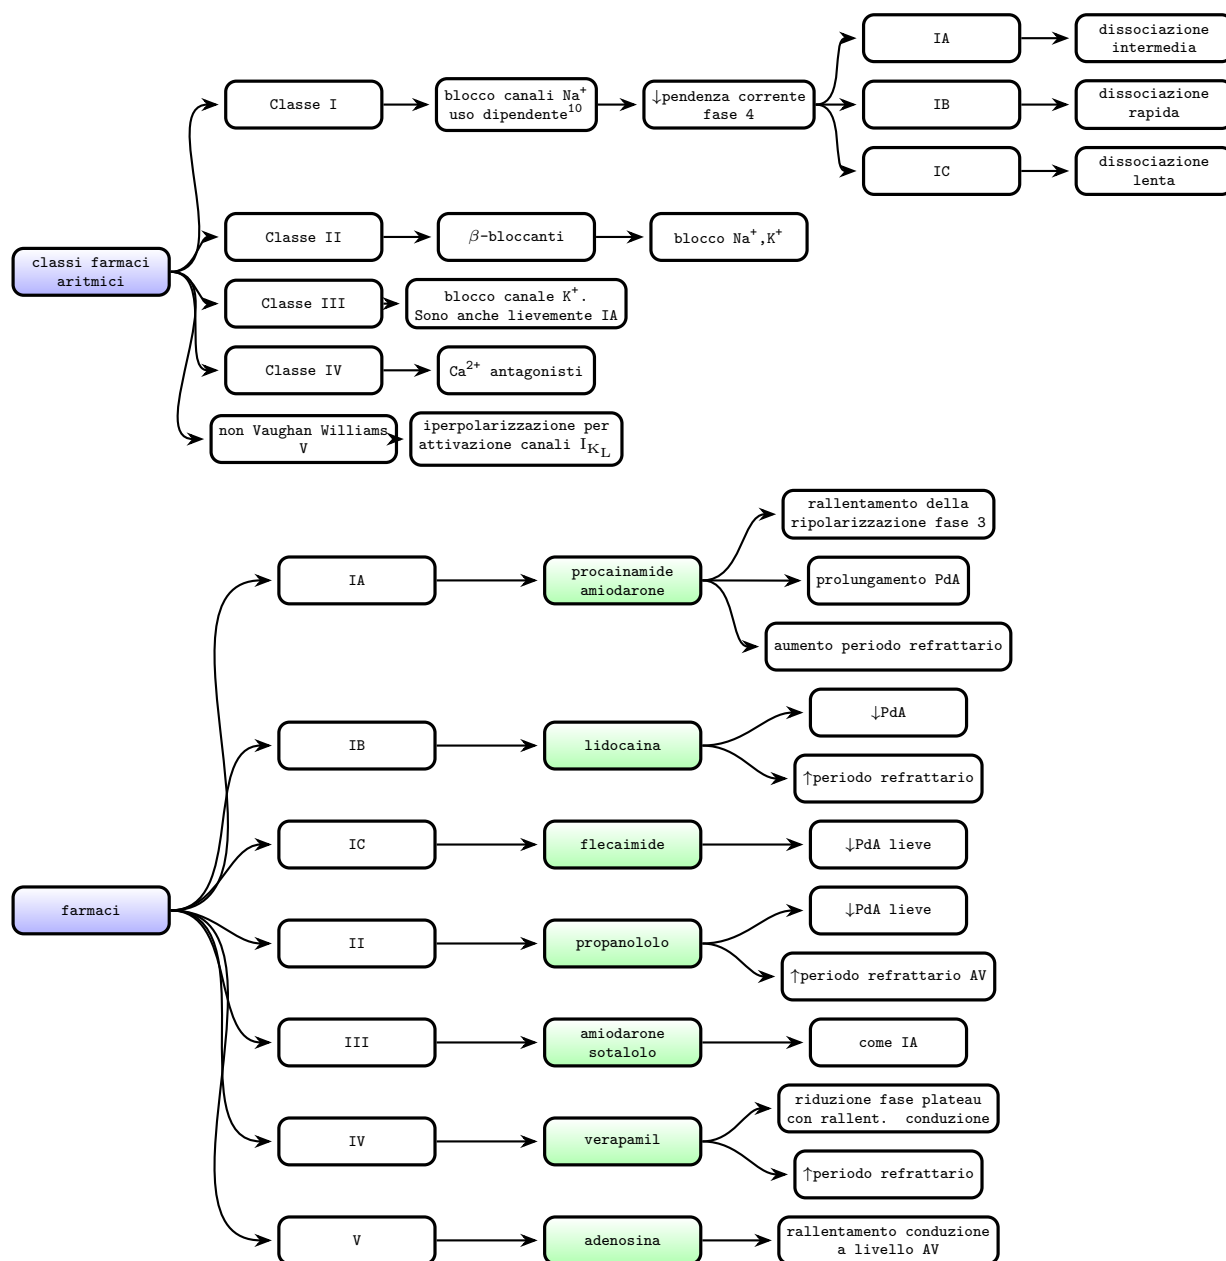 classi farmaci
aritmici
Classe I
blocco canali Na⁺
uso dipendente¹⁰
↓pendenza corrente
fase 4
IA
dissociazione
intermedia
IB
dissociazione
rapida
IC
dissociazione
lenta
Classe II
β-bloccanti
blocco Na⁺,K⁺
Classe III
blocco canale K⁺.
Sono anche lievemente IA
Classe IV
Ca²⁺ antagonisti
non Vaughan Williams
V
iperpolarizzazione per
attivazione canali I_K_L
farmaci
IA
procainamide
amiodarone
rallentamento della
ripolarizzazione fase 3
prolungamento PdA
aumento periodo refrattario
IB
lidocaina
↓PdA
↑periodo refrattario
IC
flecaimide
↓PdA lieve
II
propanololo
↓PdA lieve
↑periodo refrattario AV
III
amiodarone
sotalolo
come IA
IV
verapamil
riduzione fase plateau
con rallent. conduzione
↑periodo refrattario
V
adenosina
rallentamento conduzione
a livello AV